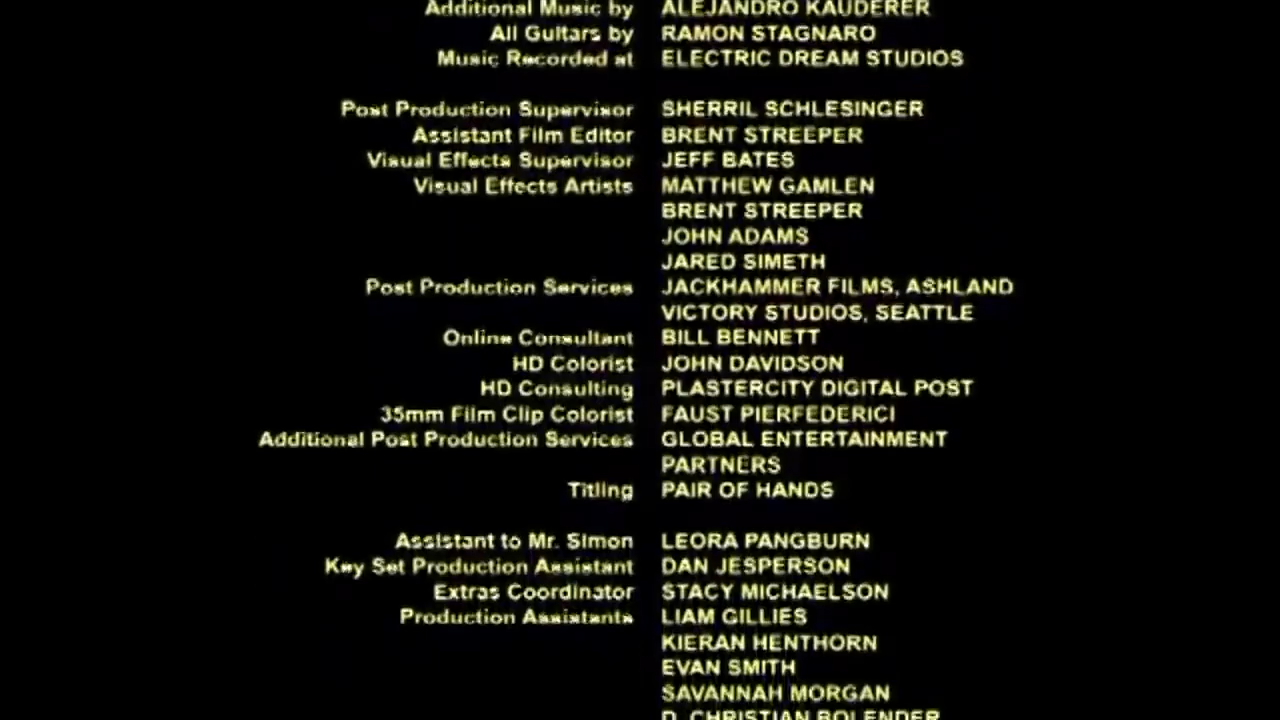 Additional Music by ALEJANDRO KAUDERER
All Guitars by RAMON STAGNARO
Music Recorded at ELECTRIC DREAM STUDIOS
Post Production Supervisor SHERRIL SCHLESINGER
Assistant Film Editor BRENT STREEPER
Visual Effects Supervisor JEFF BATES
Visual Effects Artists MATTHEW GAMLEN
BRENT STREEPER
JOHN ADAMS
JARED SIMETH
Post Production Services JACKHAMMER FILMS, ASHLAND
VICTORY STUDIOS, SEATTLE
Online Consultant BILL BENNETT
HD Colorist JOHN DAVIDSON
HD Consulting PLASTERCITY DIGITAL POST
35mm Film Clip Colorist FAUST PIERFEDERICI
Additional Post Production Services GLOBAL ENTERTAINMENT
PARTNERS
Titling PAIR OF HANDS
Assistant to Mr. Simon LEORA PANGBURN
Key Set Production Assistant DAN JESPERSON
Extras Coordinator STACY MICHAELSON
Production Assistants LIAM GILLIES
KIERAN HENTHORN
EVAN SMITH
SAVANNAH MORGAN
D. CHRISTIAN BOLENDER